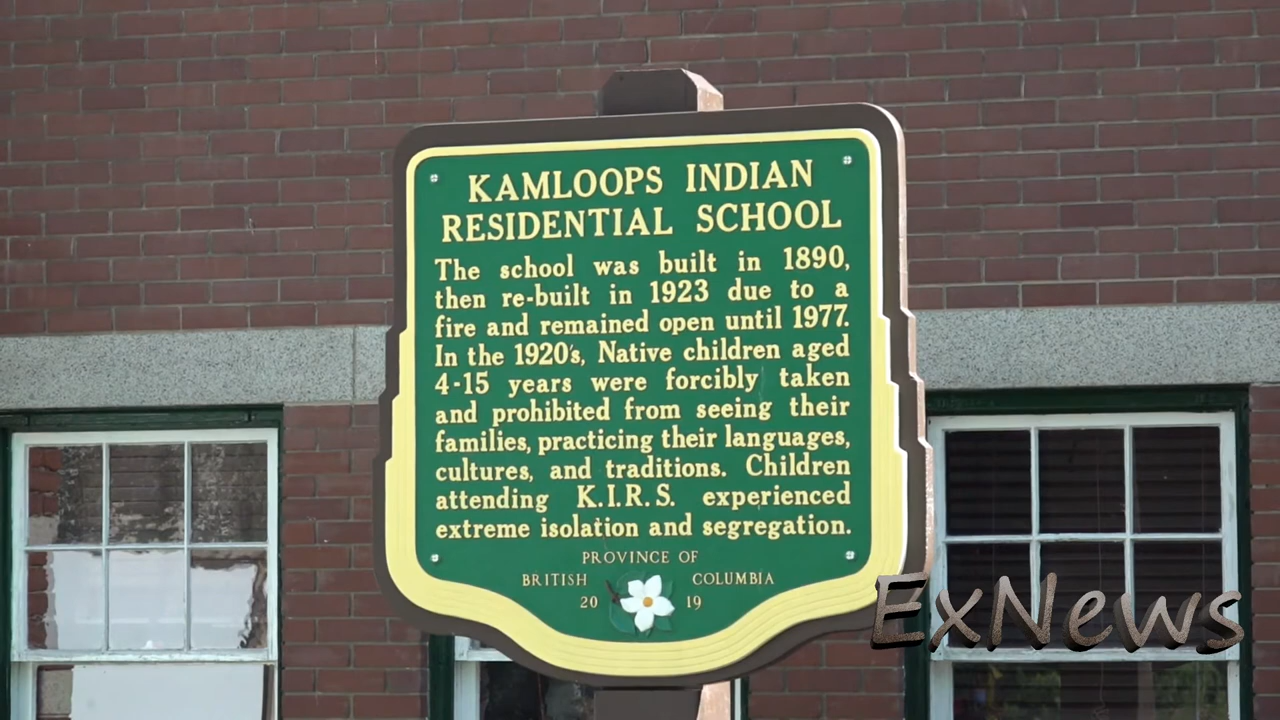 KAMLOOPS INDIAN
RESIDENTIAL SCHOOL
The school was built in 1890,
then re-built in 1923 due to a
fire and remained open until 1977.
In the 1920's, Native children aged
4-15 years were forcibly taken
and prohibited from seeing their
families, practicing their languages,
cultures, and traditions. Children
attending K.I.R.S. experienced
extreme isolation and segregation.
PROVINCE OF
BRITISH COLUMBIA
20 19
ExNews